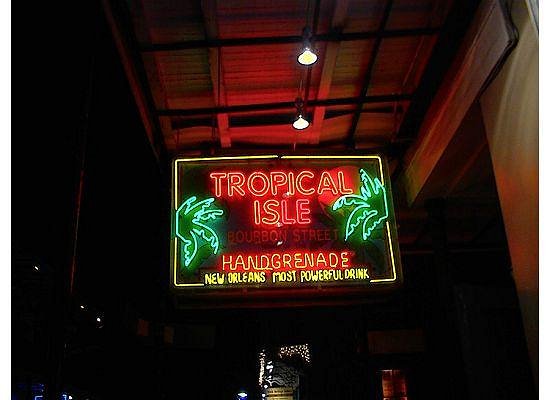 TROPICAL
ISLE
BOURBON STREET
HANDGRENADE
NEW ORLEANS MOST POWERFUL DRINK